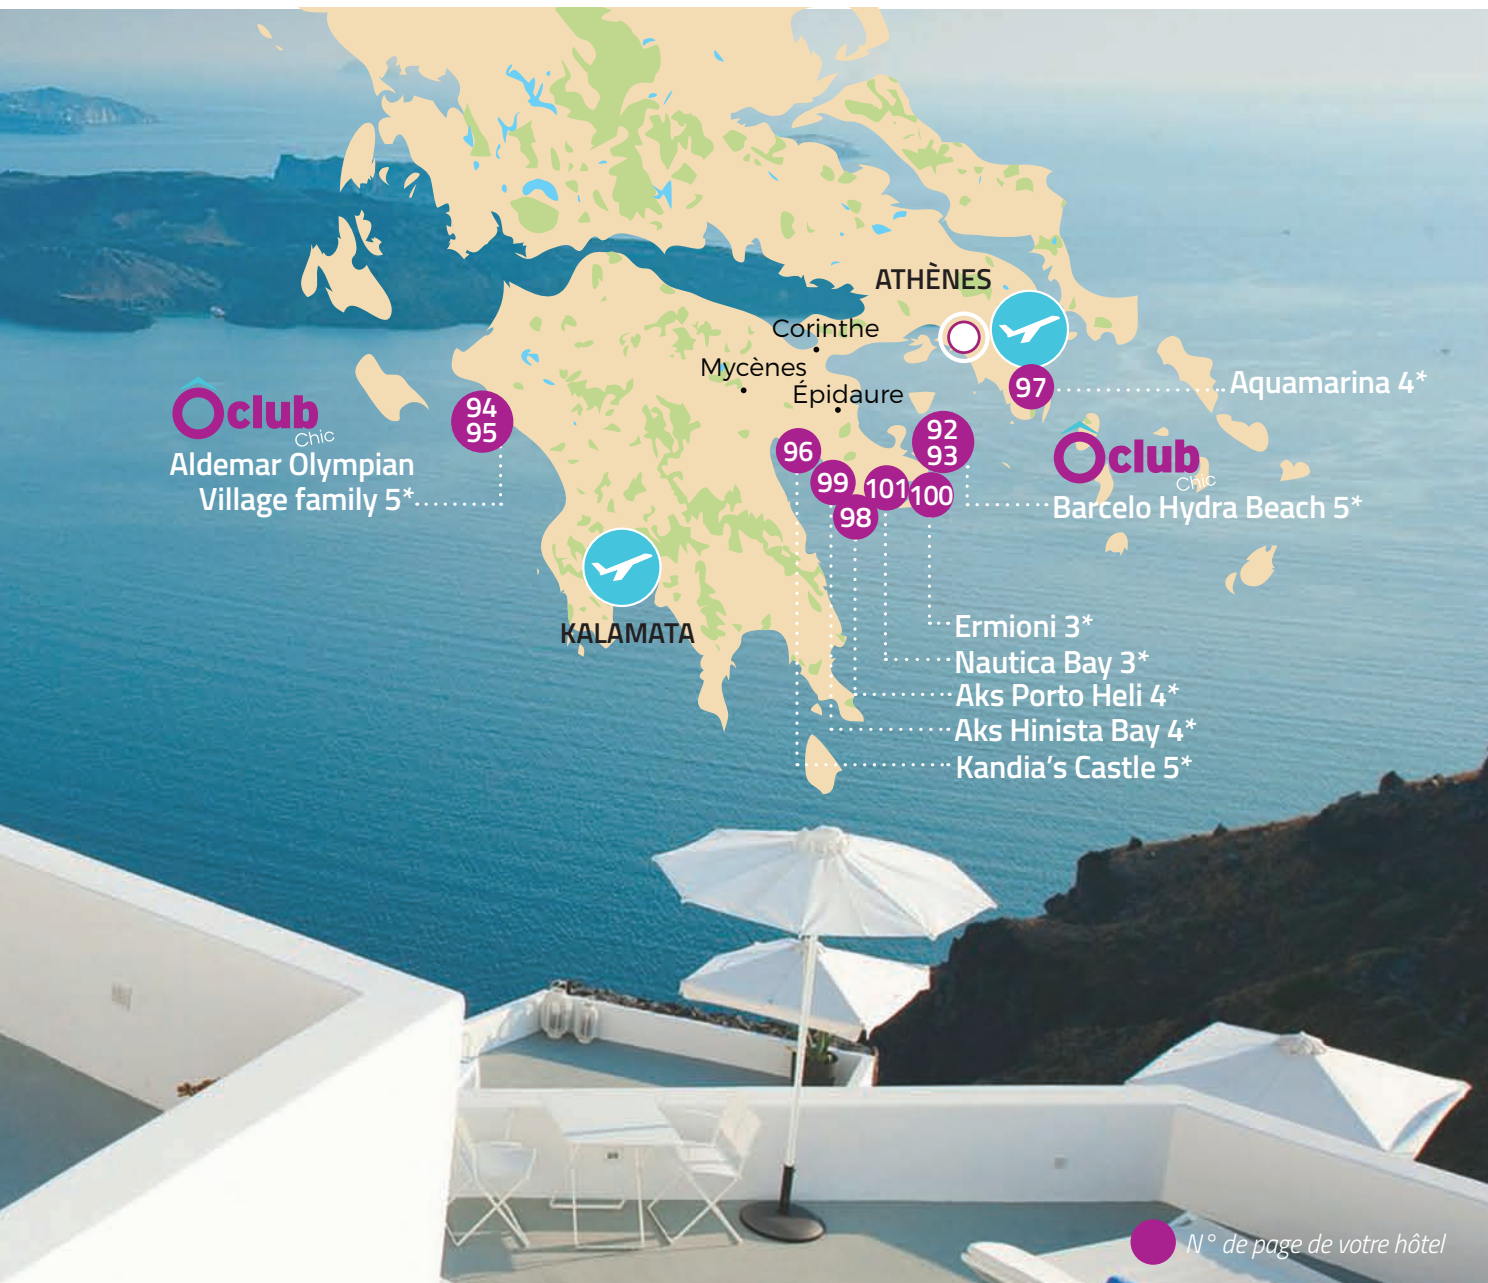 ATHÈNES
Corinthe
Mycènes
Épidaure
97
Aquamarina 4*
Oclub
Chic
Aldemar Olympian
Village family 5*
94
95
96
99
98
101
100
92
93
Oclub
Chic
Barcelo Hydra Beach 5*
KALAMATA
Ermioni 3*
Nautica Bay 3*
Aks Porto Heli 4*
Aks Hinista Bay 4*
Kandia's Castle 5*
N° de page de votre hôtel